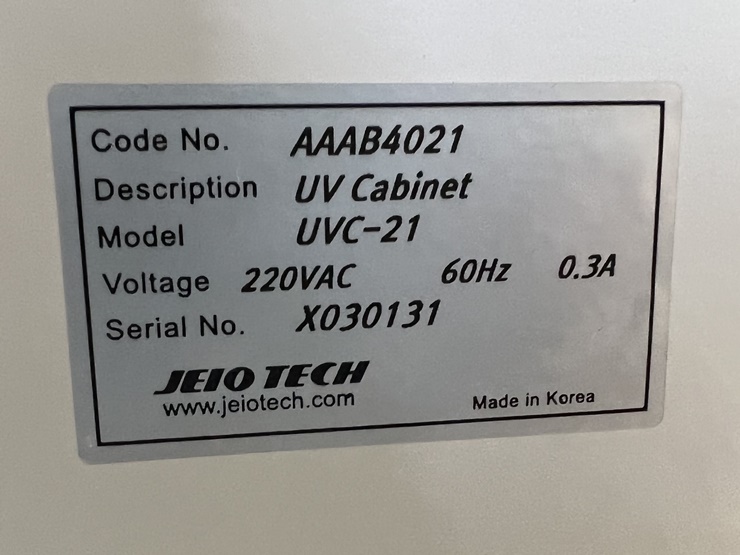 Code No. AAAB4021
Description UV Cabinet
Model UVC-21
Voltage 220VAC 60Hz 0.3A
Serial No. X030131
JEIO TECH
www.jeiotech.com
Made in Korea